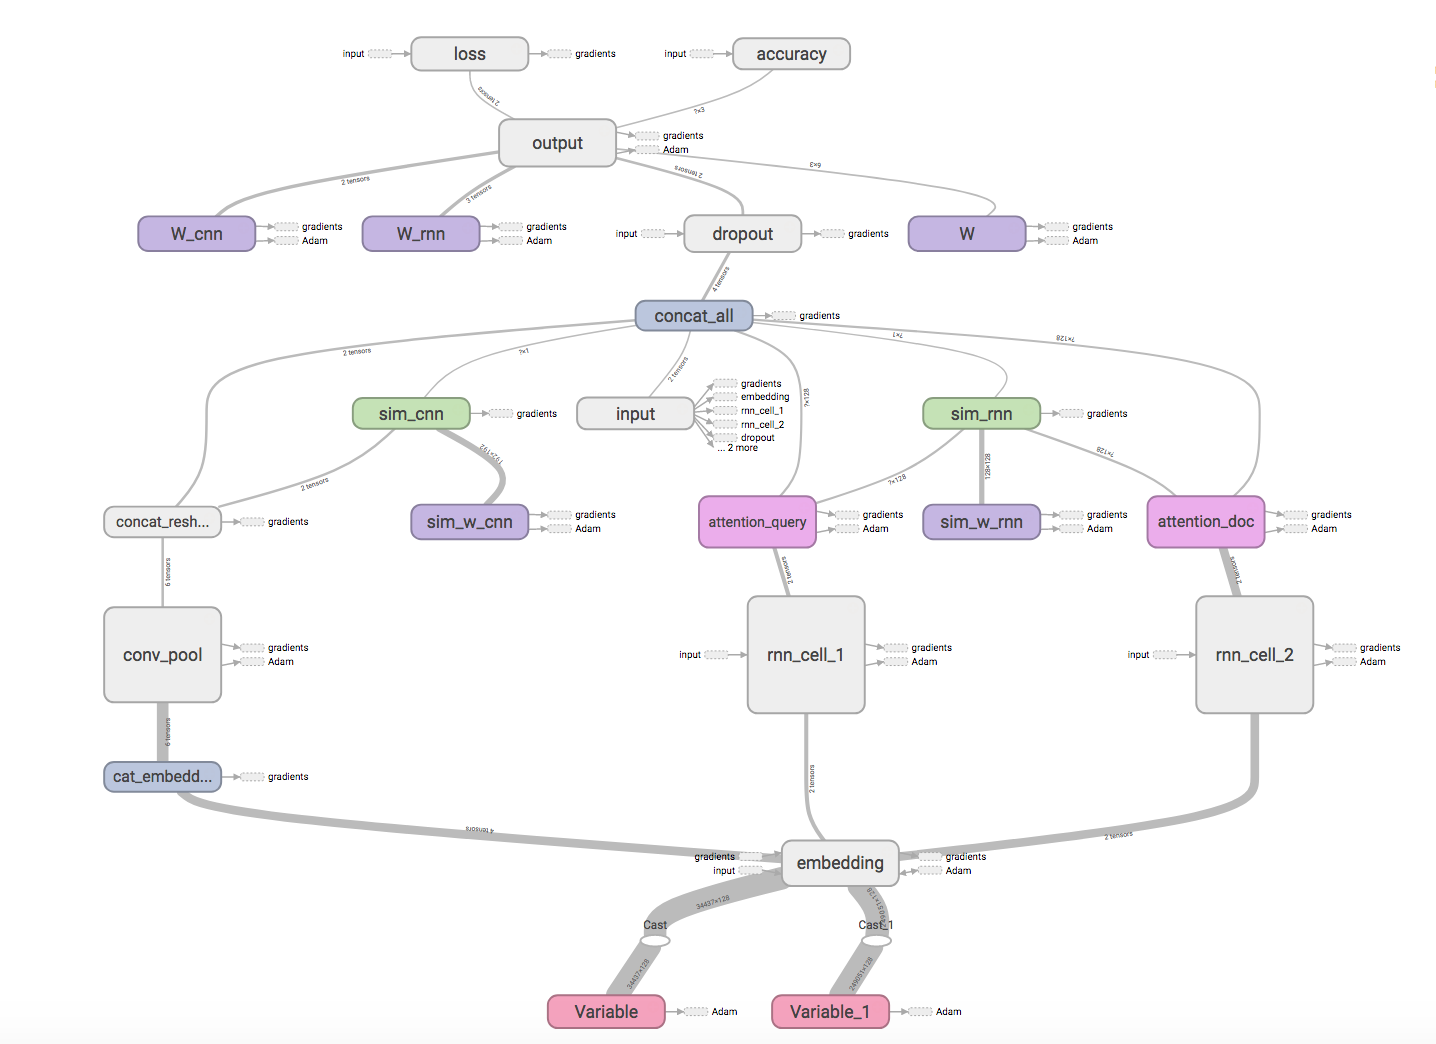 input
loss
gradients
input
accuracy
2 tensors
?×3
output
gradients
Adam
2 tensors
3 tensors
2 tensors
W_cnn
gradients
Adam
W_rnn
gradients
Adam
input
dropout
gradients
W
gradients
Adam
4 tensors
concat_all
gradients
2 tensors
?×1
2 tensors
?×128
?×1
?×128
sim_cnn
gradients
input
gradients
embedding
rnn_cell_1
rnn_cell_2
dropout
... 2 more
sim_rnn
gradients
2 tensors
192×192
?×128
128×128
?×128
concat_resh...
gradients
sim_w_cnn
gradients
Adam
attention_query
gradients
Adam
sim_w_rnn
gradients
Adam
attention_doc
gradients
Adam
6 tensors
2 tensors
2 tensors
conv_pool
gradients
Adam
input
rnn_cell_1
gradients
Adam
input
rnn_cell_2
gradients
Adam
6 tensors
cat_embedd...
gradients
4 tensors
2 tensors
2 tensors
gradients
input
embedding
gradients
Adam
34437×128
249051×128
Cast
Cast_1
34437×128
249051×128
Variable
Adam
Variable_1
Adam